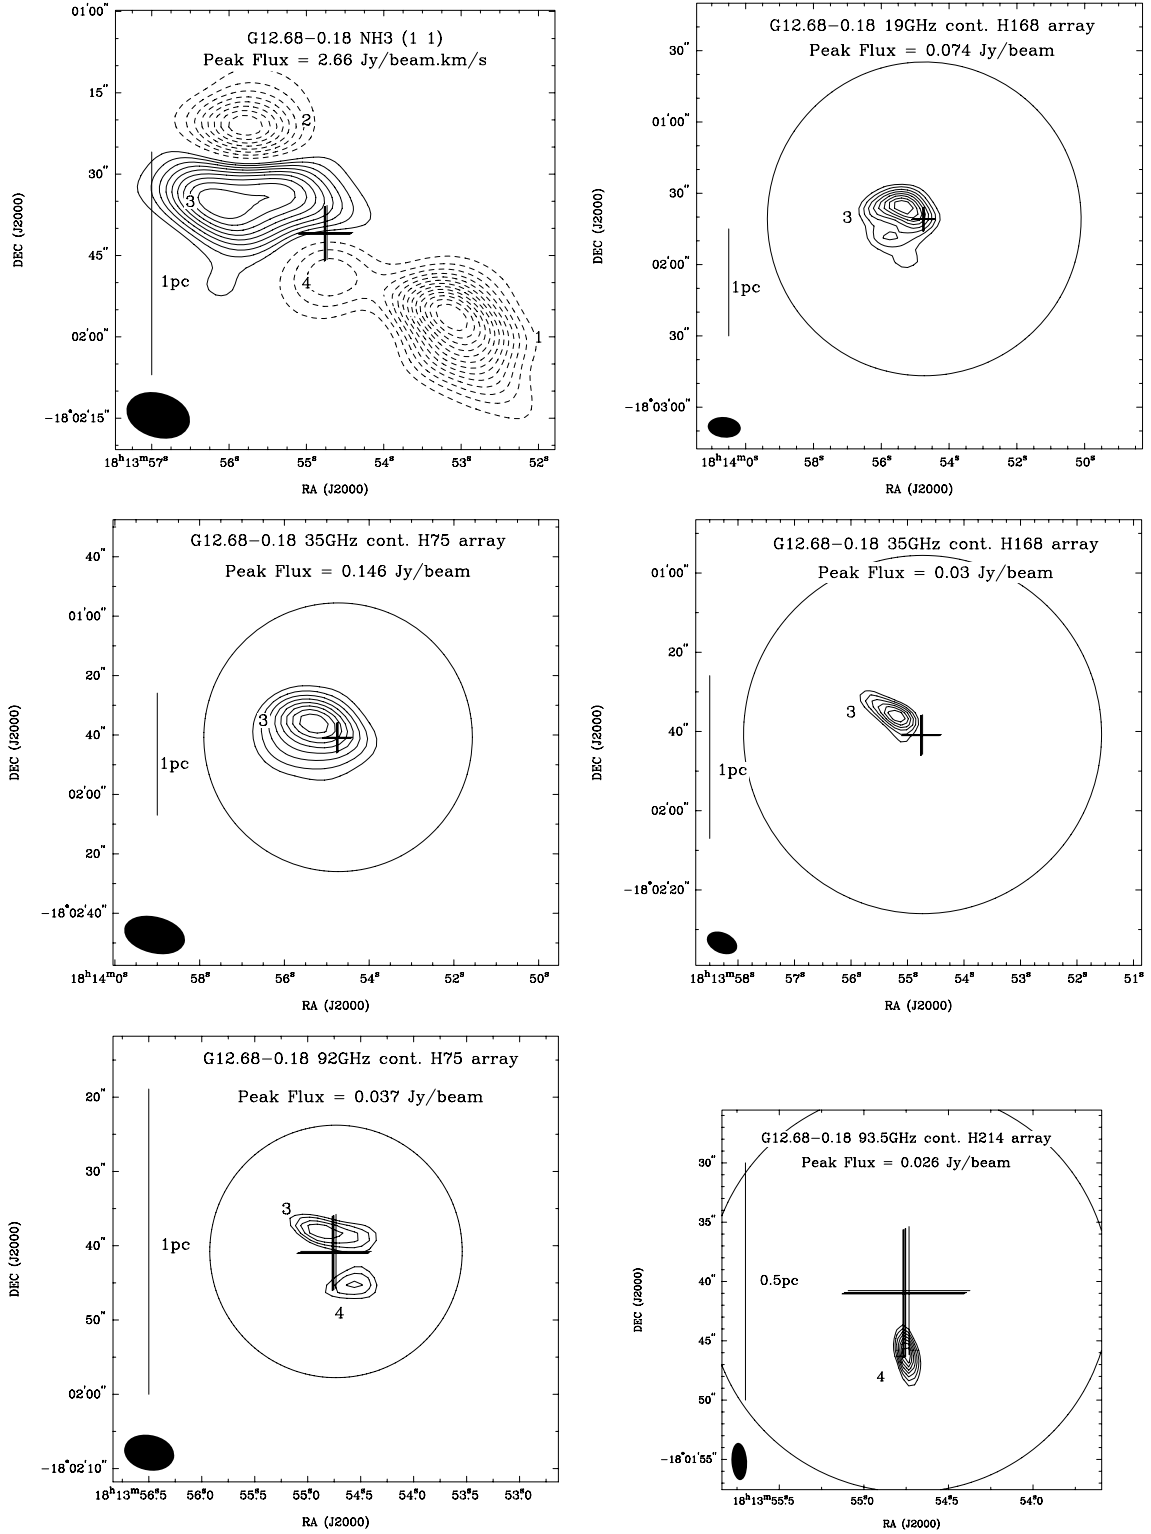 G12.68−0.18 NH3 (1 1)
Peak Flux = 2.66 Jy/beam.km/s
01'00"
15"
30"
45"
02'00"
−18°02'15"
DEC (J2000)
2
3
4
1
1pc
18ʰ13ᵐ57ˢ 56ˢ 55ˢ 54ˢ 53ˢ 52ˢ
RA (J2000)
G12.68−0.18 19GHz cont. H168 array
Peak Flux = 0.074 Jy/beam
30"
01'00"
30"
02'00"
30"
−18°03'00"
DEC (J2000)
3
1pc
18ʰ14ᵐ0ˢ 58ˢ 56ˢ 54ˢ 52ˢ 50ˢ
RA (J2000)
G12.68−0.18 35GHz cont. H75 array
Peak Flux = 0.146 Jy/beam
40"
01'00"
20"
40"
02'00"
20"
−18°02'40"
DEC (J2000)
3
1pc
18ʰ14ᵐ0ˢ 58ˢ 56ˢ 54ˢ 52ˢ 50ˢ
RA (J2000)
G12.68−0.18 35GHz cont. H168 array
Peak Flux = 0.03 Jy/beam
01'00"
20"
40"
02'00"
−18°02'20"
DEC (J2000)
3
1pc
18ʰ13ᵐ58ˢ 57ˢ 56ˢ 55ˢ 54ˢ 53ˢ 52ˢ 51ˢ
RA (J2000)
G12.68−0.18 92GHz cont. H75 array
Peak Flux = 0.037 Jy/beam
20"
30"
40"
50"
02'00"
−18°02'10"
DEC (J2000)
3
4
1pc
18ʰ13ᵐ56ˢ.5 56ˢ.0 55ˢ.5 55ˢ.0 54ˢ.5 54ˢ.0 53ˢ.5 53ˢ.0
RA (J2000)
G12.68−0.18 93.5GHz cont. H214 array
Peak Flux = 0.026 Jy/beam
30"
35"
40"
45"
50"
−18°01'55"
DEC (J2000)
0.5pc
4
18ʰ13ᵐ55ˢ.5 55ˢ.0 54ˢ.5 54ˢ.0
RA (J2000)